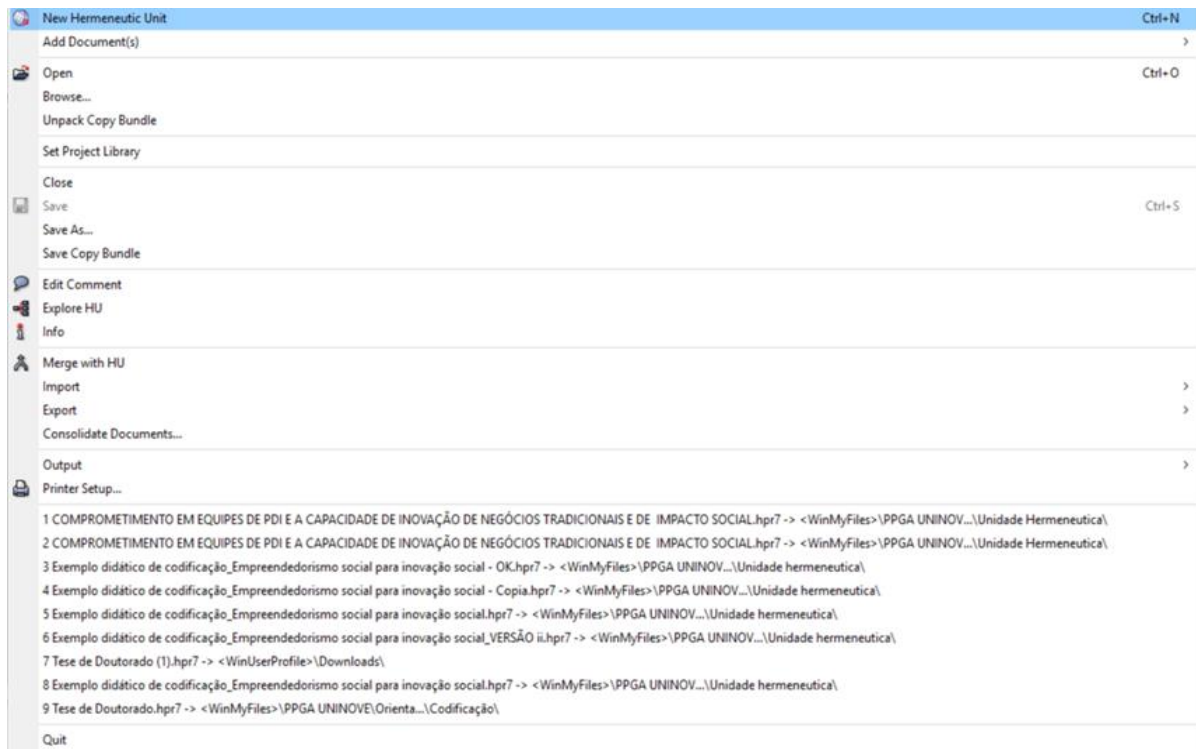 New Hermeneutic Unit Ctrl+N
Add Document(s)
Open Ctrl+O
Browse...
Unpack Copy Bundle
Set Project Library
Close
Save Ctrl+S
Save As...
Save Copy Bundle
Edit Comment
Explore HU
Info
Merge with HU
Import
Export
Consolidate Documents...
Output
Printer Setup...
1 COMPROMETIMENTO EM EQUIPES DE PDI E A CAPACIDADE DE INOVAÇÃO DE NEGÓCIOS TRADICIONAIS E DE IMPACTO SOCIAL.hpr7 -> <WinMyFiles>\PPGA UNINOV...\Unidade Hermeneutica\
2 COMPROMETIMENTO EM EQUIPES DE PDI E A CAPACIDADE DE INOVAÇÃO DE NEGÓCIOS TRADICIONAIS E DE IMPACTO SOCIAL.hpr7 -> <WinMyFiles>\PPGA UNINOV...\Unidade Hermeneutica\
3 Exemplo didático de codificação_Empreendedorismo social para inovação social - OK.hpr7 -> <WinMyFiles>\PPGA UNINOV...\Unidade hermeneutica\
4 Exemplo didático de codificação_Empreendedorismo social para inovação social - Copia.hpr7 -> <WinMyFiles>\PPGA UNINOV...\Unidade hermeneutica\
5 Exemplo didático de codificação_Empreendedorismo social para inovação social.hpr7 -> <WinMyFiles>\PPGA UNINOV...\Unidade hermeneutica\
6 Exemplo didático de codificação_Empreendedorismo social para inovação social_VERSÃO ii.hpr7 -> <WinMyFiles>\PPGA UNINOV...\Unidade hermeneutica\
7 Tese de Doutorado (1).hpr7 -> <WinUserProfile>\Downloads\
8 Exemplo didático de codificação_Empreendedorismo social para inovação social.hpr7 -> <WinMyFiles>\PPGA UNINOV...\Unidade hermeneutica\
9 Tese de Doutorado.hpr7 -> <WinMyFiles>\PPGA UNINOVE\Orienta...\Codificação\
Quit